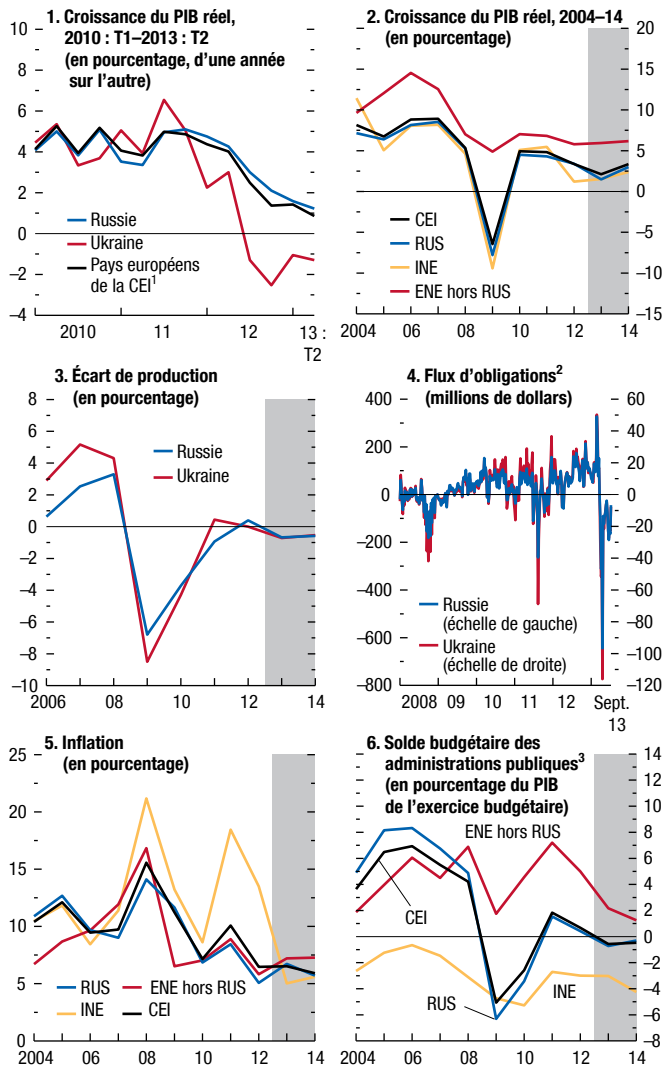 1. Croissance du PIB réel,
2010 : T1–2013 : T2
(en pourcentage, d'une année
sur l'autre)
10
8
6
4
2
0
–2
–4
Russie
Ukraine
Pays européens
de la CEI1
2010
11
12
13 :
T2
2. Croissance du PIB réel, 2004–14
(en pourcentage)
20
15
10
5
0
–5
–10
–15
CEI
RUS
INE
ENE hors RUS
2004 06 08 10 12 14
3. Écart de production
(en pourcentage)
8
6
4
2
0
–2
–4
–6
–8
–10
Russie
Ukraine
2006 08 10 12 14
4. Flux d'obligations2
(millions de dollars)
400
200
0
–200
–400
–600
–800
60
40
20
0
–20
–40
–60
–80
–100
–120
Russie
(échelle de gauche)
Ukraine
(échelle de droite)
2008 09 10 11 12 Sept.
13
5. Inflation
(en pourcentage)
25
20
15
10
5
0
RUS ENE hors RUS
INE CEI
2004 06 08 10 12 14
6. Solde budgétaire des
administrations publiques3
(en pourcentage du PIB
de l'exercice budgétaire)
14
12
10
8
6
4
2
0
–2
–4
–6
–8
ENE hors RUS
CEI
RUS
INE
2004 06 08 10 12 14